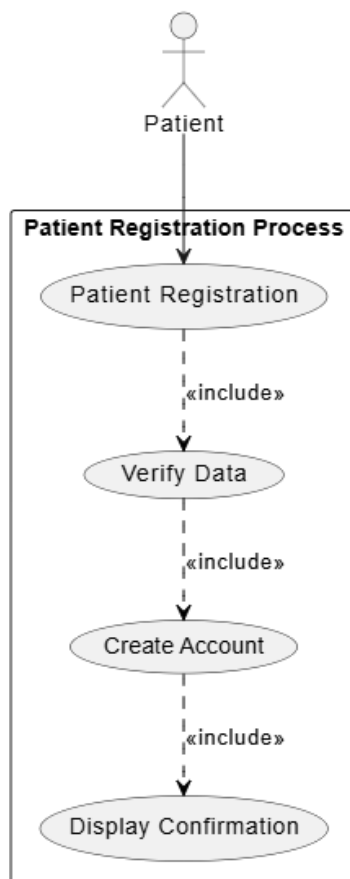 Patient
Patient Registration Process
Patient Registration
«include»
Verify Data
«include»
Create Account
«include»
Display Confirmation